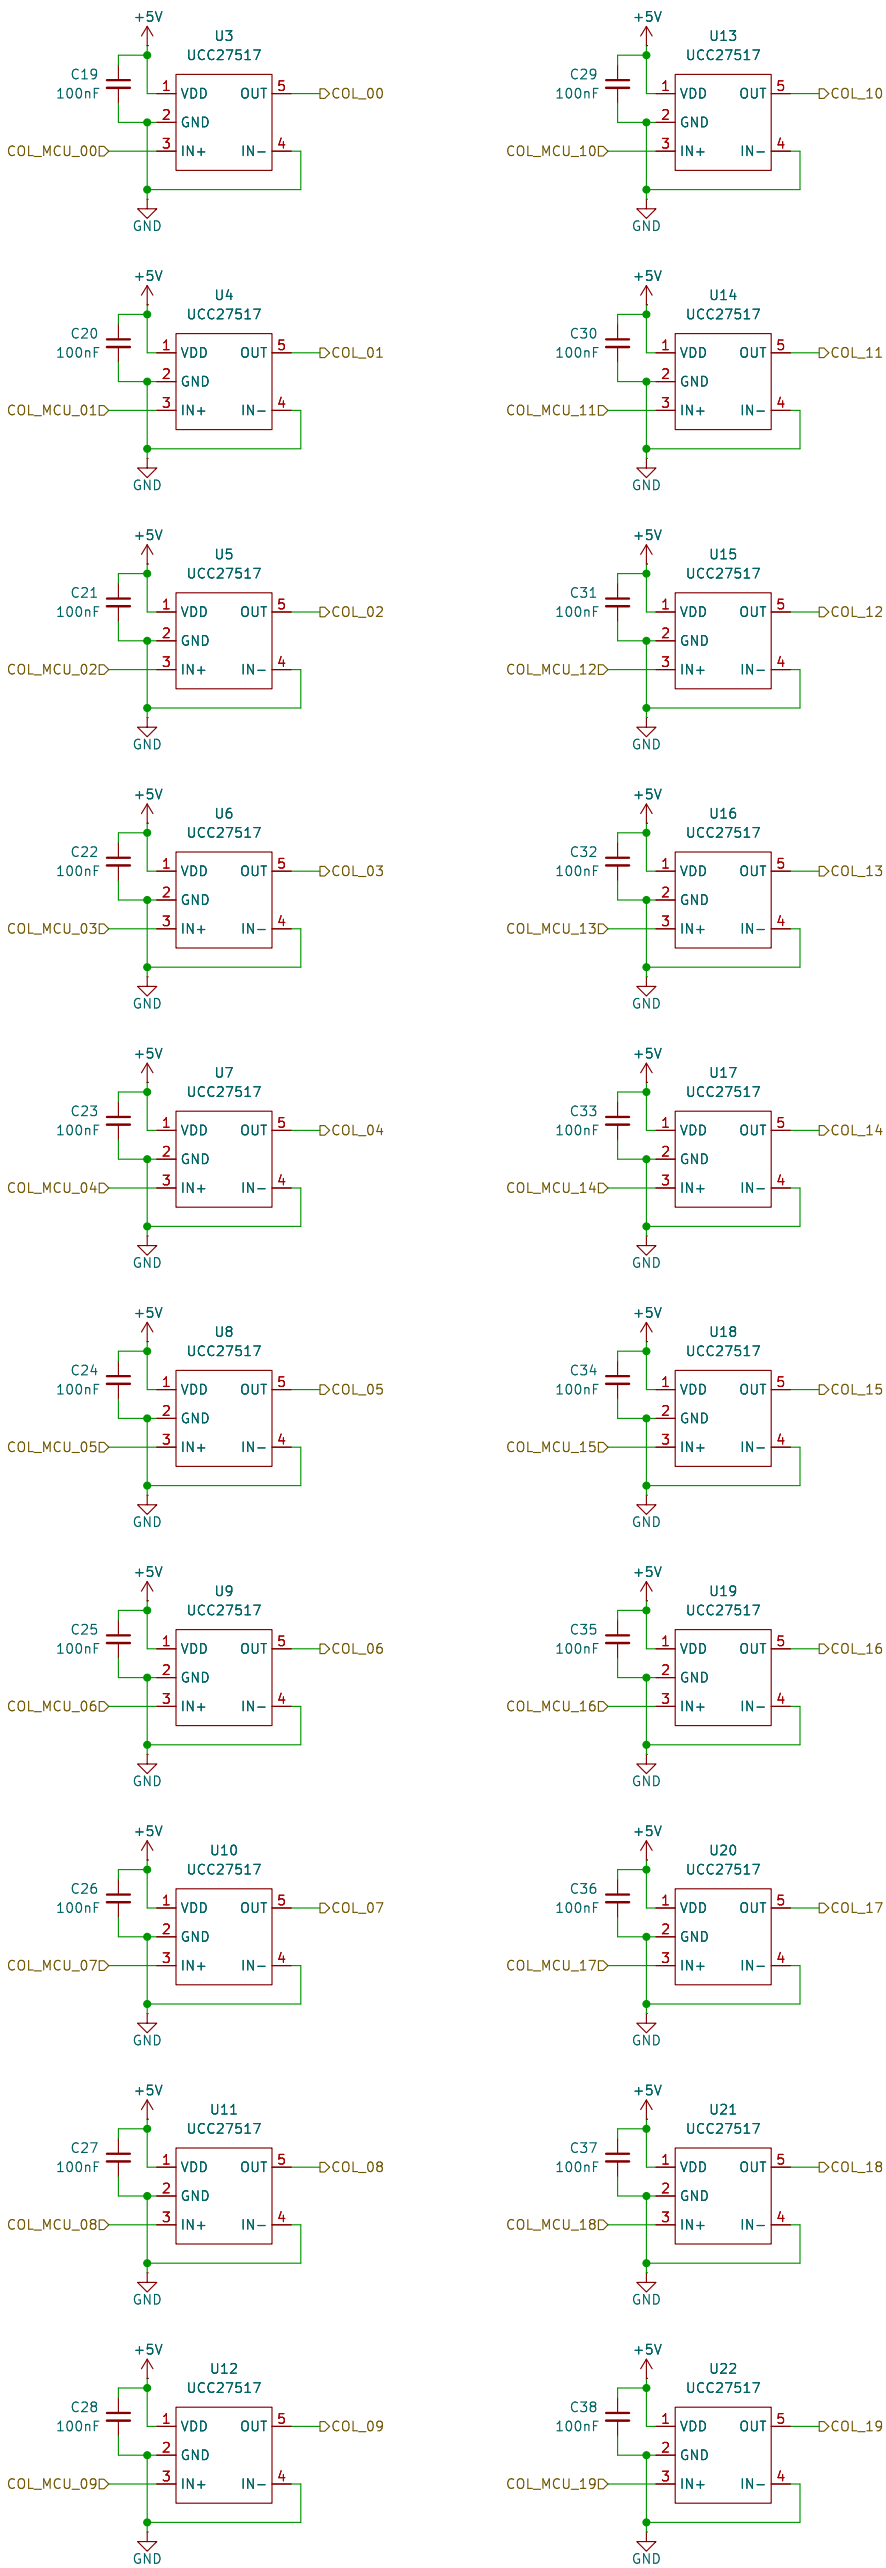 +5V
U3
UCC27517
C19
100nF
1 VDD OUT 5 COL_00
2 GND
COL_MCU_00 3 IN+ IN- 4
GND
+5V
U13
UCC27517
C29
100nF
1 VDD OUT 5 COL_10
2 GND
COL_MCU_10 3 IN+ IN- 4
GND
+5V
U4
UCC27517
C20
100nF
1 VDD OUT 5 COL_01
2 GND
COL_MCU_01 3 IN+ IN- 4
GND
+5V
U14
UCC27517
C30
100nF
1 VDD OUT 5 COL_11
2 GND
COL_MCU_11 3 IN+ IN- 4
GND
+5V
U5
UCC27517
C21
100nF
1 VDD OUT 5 COL_02
2 GND
COL_MCU_02 3 IN+ IN- 4
GND
+5V
U15
UCC27517
C31
100nF
1 VDD OUT 5 COL_12
2 GND
COL_MCU_12 3 IN+ IN- 4
GND
+5V
U6
UCC27517
C22
100nF
1 VDD OUT 5 COL_03
2 GND
COL_MCU_03 3 IN+ IN- 4
GND
+5V
U16
UCC27517
C32
100nF
1 VDD OUT 5 COL_13
2 GND
COL_MCU_13 3 IN+ IN- 4
GND
+5V
U7
UCC27517
C23
100nF
1 VDD OUT 5 COL_04
2 GND
COL_MCU_04 3 IN+ IN- 4
GND
+5V
U17
UCC27517
C33
100nF
1 VDD OUT 5 COL_14
2 GND
COL_MCU_14 3 IN+ IN- 4
GND
+5V
U8
UCC27517
C24
100nF
1 VDD OUT 5 COL_05
2 GND
COL_MCU_05 3 IN+ IN- 4
GND
+5V
U18
UCC27517
C34
100nF
1 VDD OUT 5 COL_15
2 GND
COL_MCU_15 3 IN+ IN- 4
GND
+5V
U9
UCC27517
C25
100nF
1 VDD OUT 5 COL_06
2 GND
COL_MCU_06 3 IN+ IN- 4
GND
+5V
U19
UCC27517
C35
100nF
1 VDD OUT 5 COL_16
2 GND
COL_MCU_16 3 IN+ IN- 4
GND
+5V
U10
UCC27517
C26
100nF
1 VDD OUT 5 COL_07
2 GND
COL_MCU_07 3 IN+ IN- 4
GND
+5V
U20
UCC27517
C36
100nF
1 VDD OUT 5 COL_17
2 GND
COL_MCU_17 3 IN+ IN- 4
GND
+5V
U11
UCC27517
C27
100nF
1 VDD OUT 5 COL_08
2 GND
COL_MCU_08 3 IN+ IN- 4
GND
+5V
U21
UCC27517
C37
100nF
1 VDD OUT 5 COL_18
2 GND
COL_MCU_18 3 IN+ IN- 4
GND
+5V
U12
UCC27517
C28
100nF
1 VDD OUT 5 COL_09
2 GND
COL_MCU_09 3 IN+ IN- 4
GND
+5V
U22
UCC27517
C38
100nF
1 VDD OUT 5 COL_19
2 GND
COL_MCU_19 3 IN+ IN- 4
GND